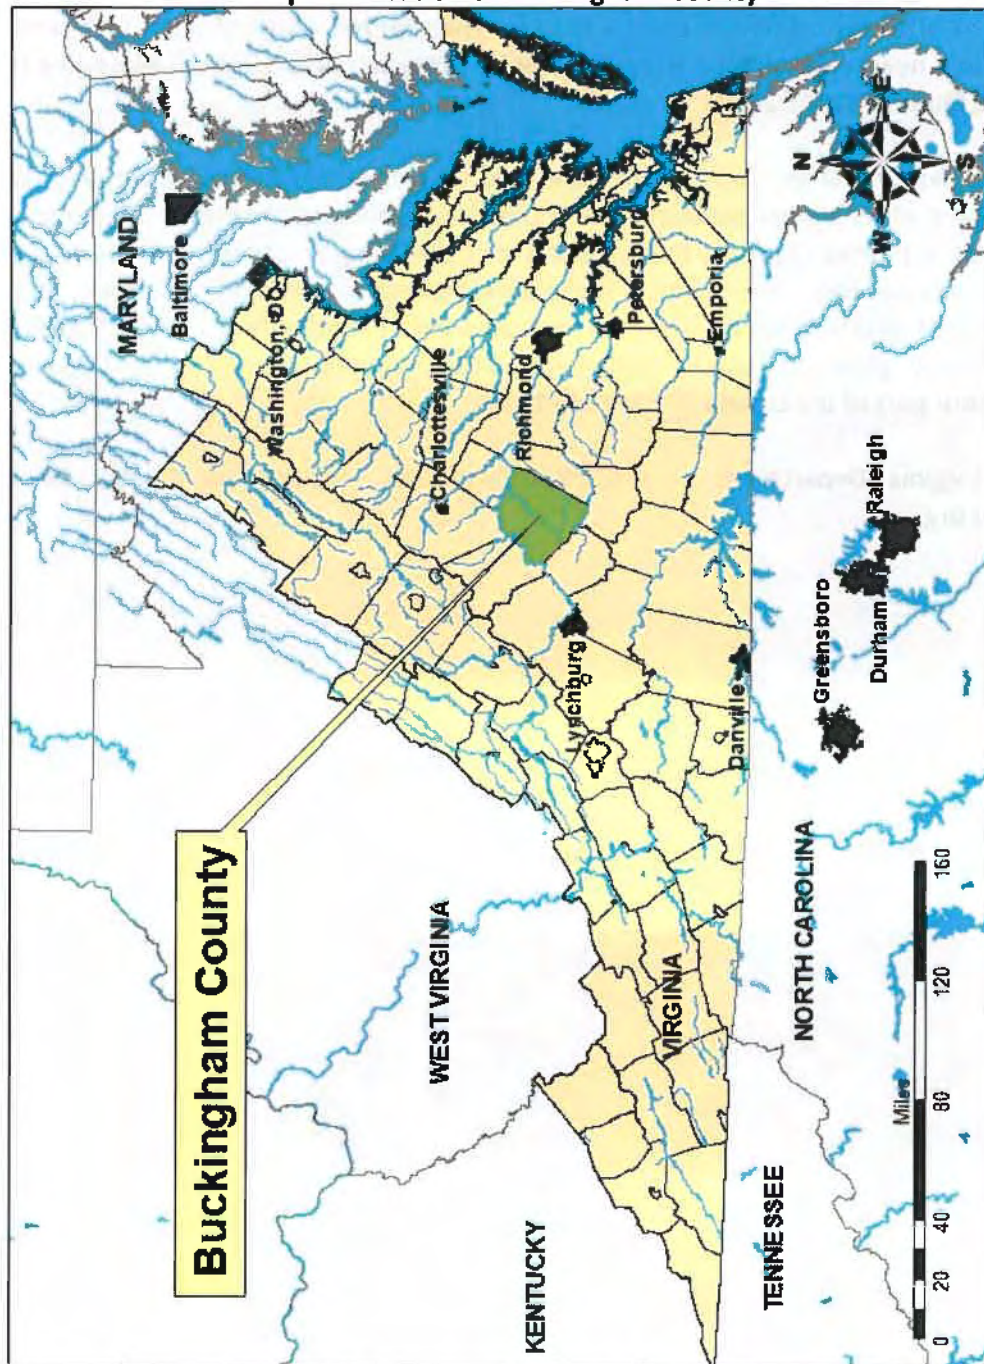 Buckingham County
MARYLAND
Baltimore
Washington, DC
Charlottesville
Richmond
Petersburg
Emporia
Lynchburg
Danville
WEST VIRGINIA
VIRGINIA
KENTUCKY
TENNESSEE
NORTH CAROLINA
Greensboro
Durham
Raleigh
N
E
S
W
Miles
0 20 40 80 120 160